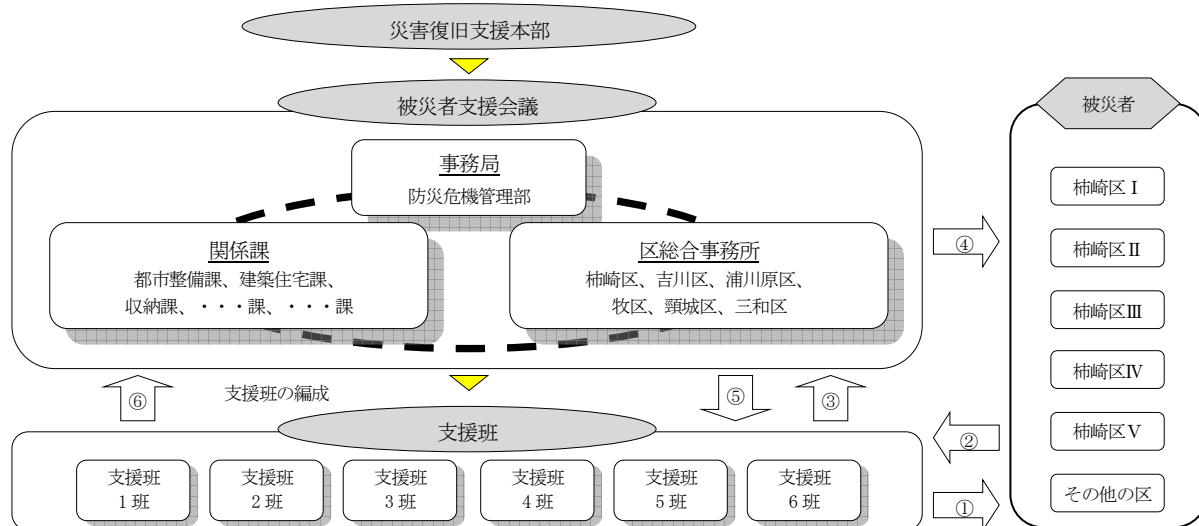 災害復旧支援本部
被災者支援会議
被災者
事務局
防災危機管理部
関係課
都市整備課、建築住宅課、
収納課、・・・課、・・・課
区総合事務所
柿崎区、吉川区、浦川原区、
牧区、頸城区、三和区
④
柿崎区Ⅰ
柿崎区Ⅱ
柿崎区Ⅲ
柿崎区Ⅳ
柿崎区Ⅴ
その他の区
⑥
支援班の編成
⑤
③
②
①
支援班
支援班
1 班
支援班
2 班
支援班
3 班
支援班
4 班
支援班
5 班
支援班
6 班